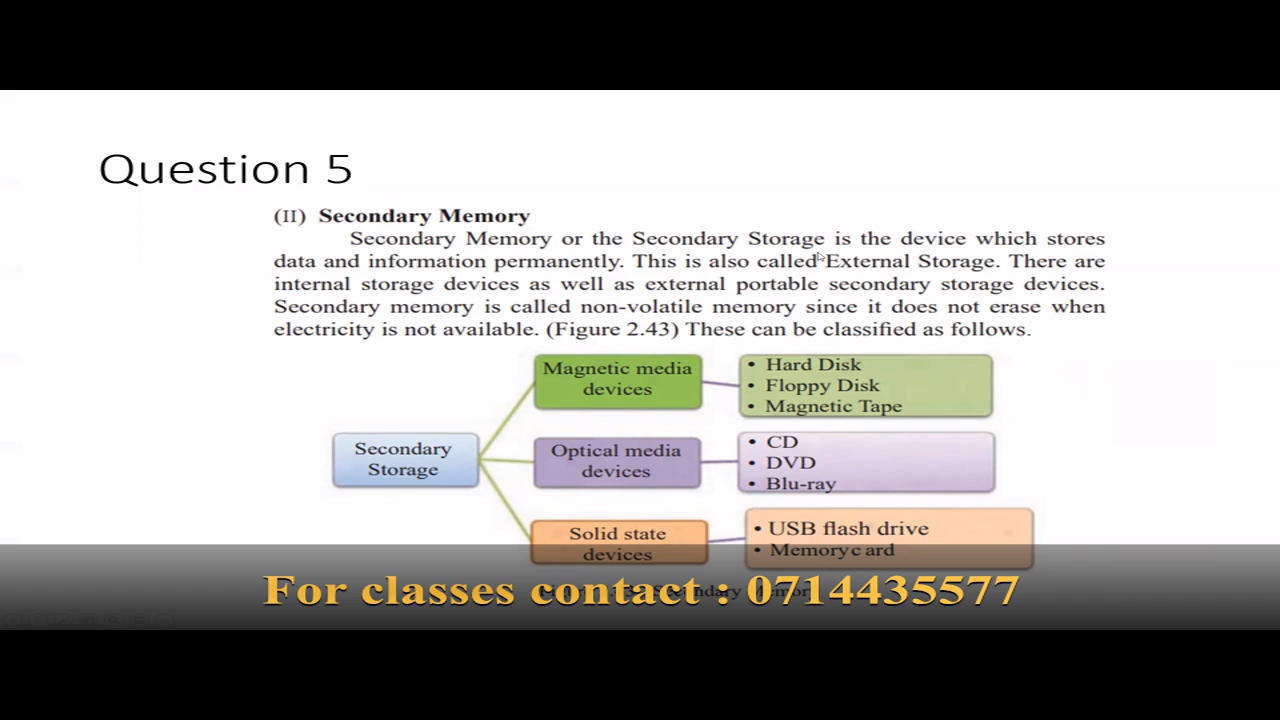 Question 5
(II) Secondary Memory
Secondary Memory or the Secondary Storage is the device which stores
data and information permanently. This is also called External Storage. There are
internal storage devices as well as external portable secondary storage devices.
Secondary memory is called non-volatile memory since it does not erase when
electricity is not available. (Figure 2.43) These can be classified as follows.
Secondary
Storage
Magnetic media
devices
• Hard Disk
• Floppy Disk
• Magnetic Tape
Optical media
devices
• CD
• DVD
• Blu-ray
Solid state
devices
• USB flash drive
• Memoryc ard
For classes contact : 0714435577